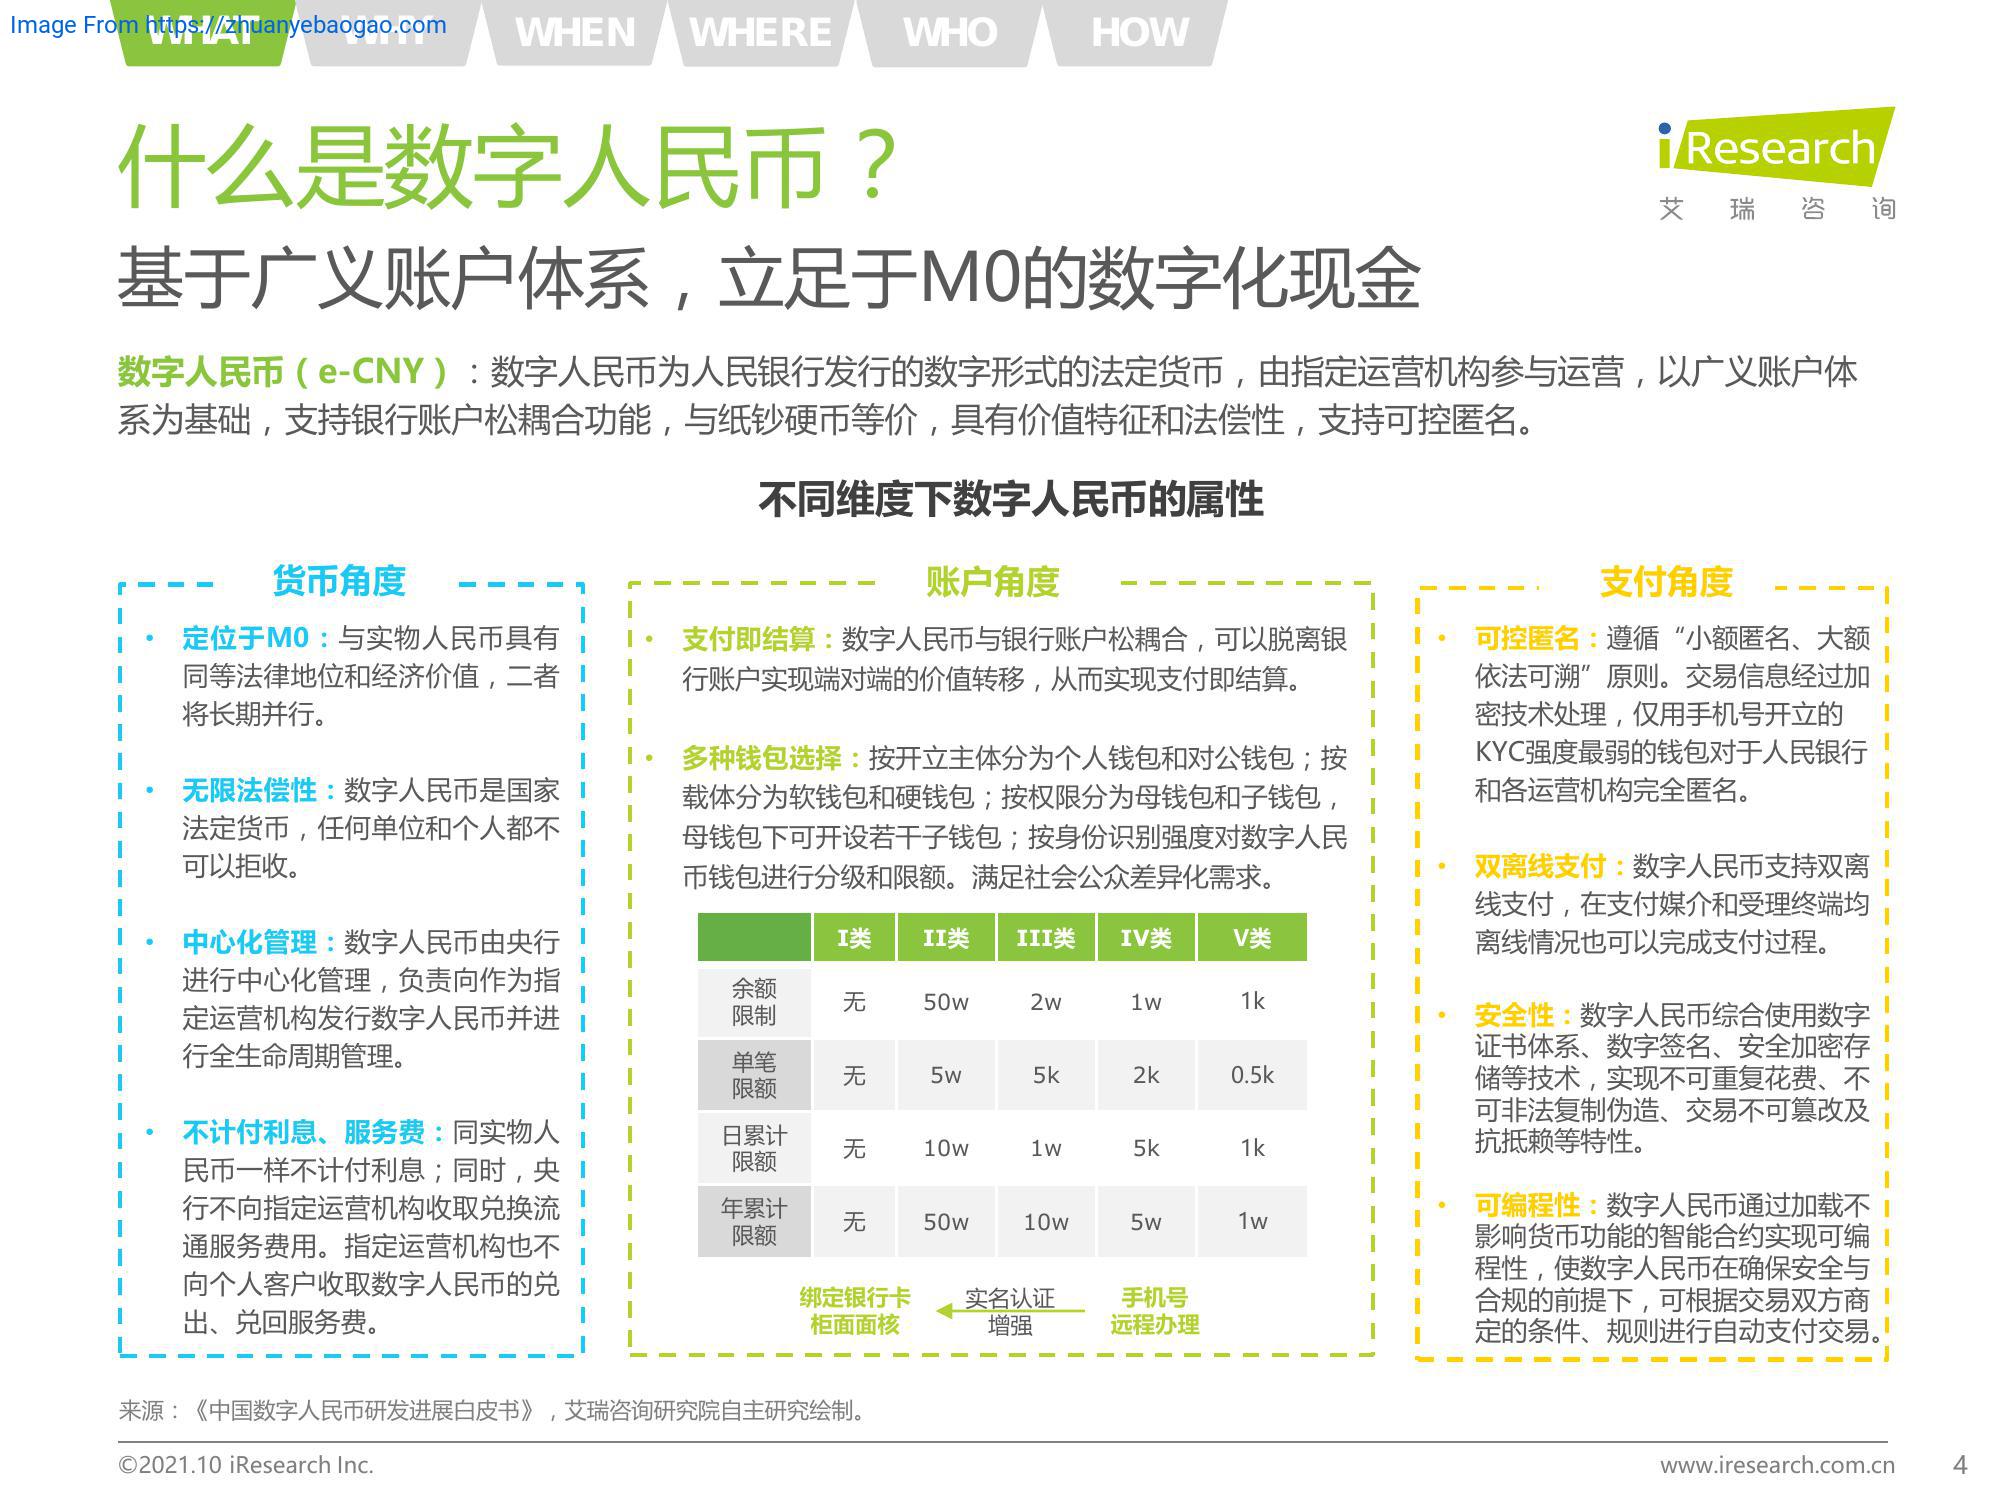 Image From https://zhuanyebaogao.com
WHAT
WHY
WHEN
WHERE
WHO
HOW
什么是数字人民币？
iResearch
艾瑞咨询
基于广义账户体系，立足于M0的数字化现金
数字人民币（e-CNY）：数字人民币为人民银行发行的数字形式的法定货币，由指定运营机构参与运营，以广义账户体
系为基础，支持银行账户松耦合功能，与纸钞硬币等价，具有价值特征和法偿性，支持可控匿名。
不同维度下数字人民币的属性
货币角度
• 定位于M0：与实物人民币具有
同等法律地位和经济价值，二者
将长期并行。
• 无限法偿性：数字人民币是国家
法定货币，任何单位和个人都不
可以拒收。
• 中心化管理：数字人民币由央行
进行中心化管理，负责向作为指
定运营机构发行数字人民币并进
行全生命周期管理。
• 不计付利息、服务费：同实物人
民币一样不计付利息；同时，央
行不向指定运营机构收取兑换流
通服务费用。指定运营机构也不
向个人客户收取数字人民币的兑
出、兑回服务费。
账户角度
• 支付即结算：数字人民币与银行账户松耦合，可以脱离银
行账户实现端对端的价值转移，从而实现支付即结算。
• 多种钱包选择：按开立主体分为个人钱包和对公钱包；按
载体分为软钱包和硬钱包；按权限分为母钱包和子钱包，
母钱包下可开设若干子钱包；按身份识别强度对数字人民
币钱包进行分级和限额。满足社会公众差异化需求。
I类 II类 III类 IV类 V类
余额
限制
无 50w 2w 1w 1k
单笔
限额
无 5w 5k 2k 0.5k
日累计
限额
无 10w 1w 5k 1k
年累计
限额
无 50w 10w 5w 1w
绑定银行卡
柜面面核
实名认证
增强
手机号
远程办理
支付角度
• 可控匿名：遵循“小额匿名、大额
依法可溯”原则。交易信息经过加
密技术处理，仅用手机号开立的
KYC强度最弱的钱包对于人民银行
和各运营机构完全匿名。
• 双离线支付：数字人民币支持双离
线支付，在支付媒介和受理终端均
离线情况也可以完成支付过程。
• 安全性：数字人民币综合使用数字
证书体系、数字签名、安全加密存
储等技术，实现不可重复花费、不
可非法复制伪造、交易不可篡改及
抗抵赖等特性。
• 可编程性：数字人民币通过加载不
影响货币功能的智能合约实现可编
程性，使数字人民币在确保安全与
合规的前提下，可根据交易双方商
定的条件、规则进行自动支付交易。
来源：《中国数字人民币研发进展白皮书》，艾瑞咨询研究院自主研究绘制。
©2021.10 iResearch Inc.
www.iresearch.com.cn
4